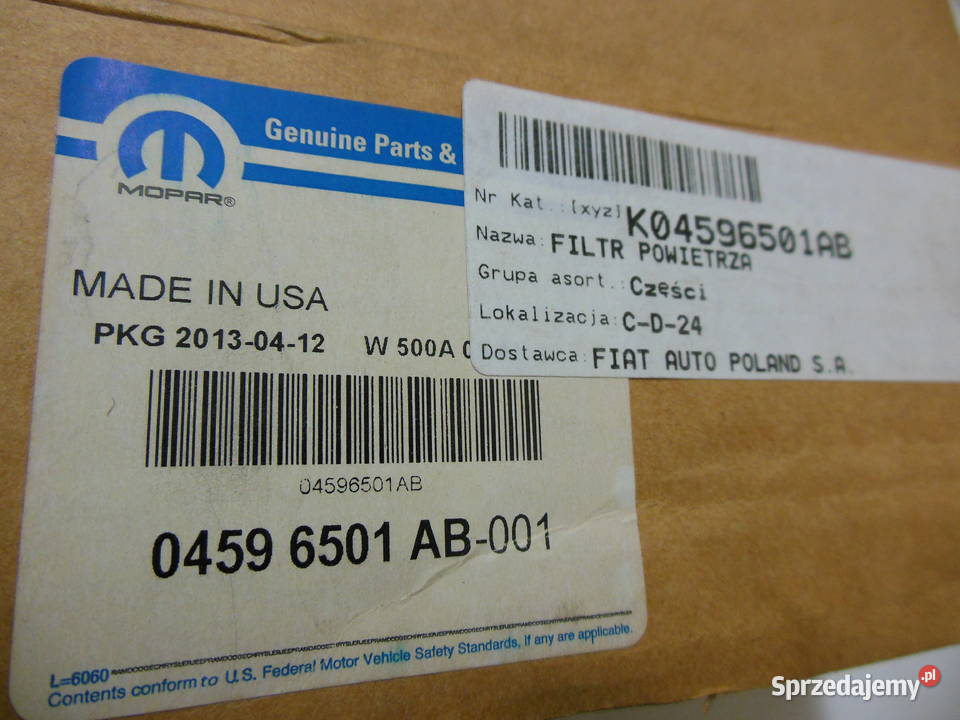 Genuine Parts &
MOPAR®
MADE IN USA
PKG 2013-04-12 W 500A
04596501AB
0459 6501 AB-001
L=6060
Contents conform to U.S. Federal Motor Vehicle Safety Standards, if any are applicable.
Nr Kat.:[xyz]K04596501AB
Nazwa:FILTR POWIETRZA
Grupa asort.:Części
Lokalizacja:C-D-24
Dostawca:FIAT AUTO POLAND S.A.
Sprzedajemy.pl